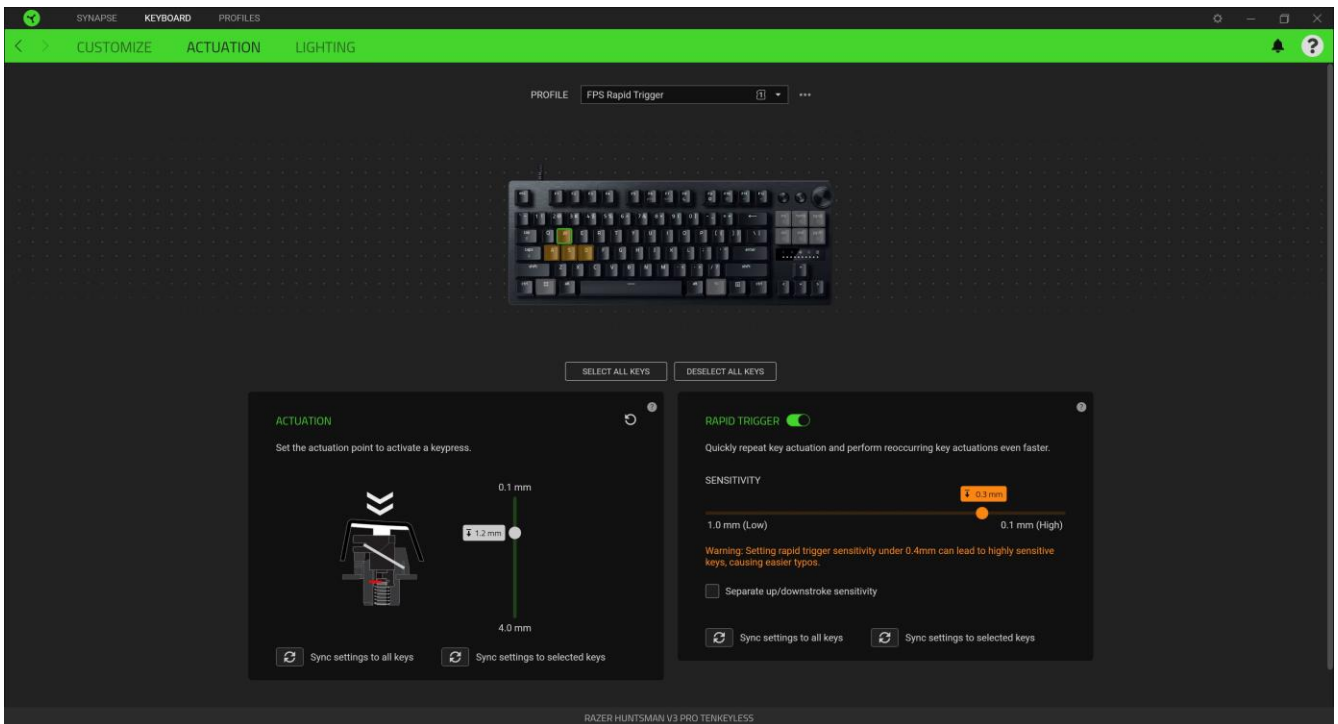 SYNAPSE KEYBOARD PROFILES
CUSTOMIZE ACTUATION LIGHTING
PROFILE FPS Rapid Trigger 1
SELECT ALL KEYS DESELECT ALL KEYS
ACTUATION
Set the actuation point to activate a keypress.
0.1 mm
1.2 mm
4.0 mm
Sync settings to all keys Sync settings to selected keys
RAPID TRIGGER
Quickly repeat key actuation and perform reoccurring key actuations even faster.
SENSITIVITY
0.3 mm
1.0 mm (Low) 0.1 mm (High)
Warning: Setting rapid trigger sensitivity under 0.4mm can lead to highly sensitive
keys, causing easier typos.
Separate up/downstroke sensitivity
Sync settings to all keys Sync settings to selected keys
RAZER HUNTSMAN V3 PRO TENKEYLESS